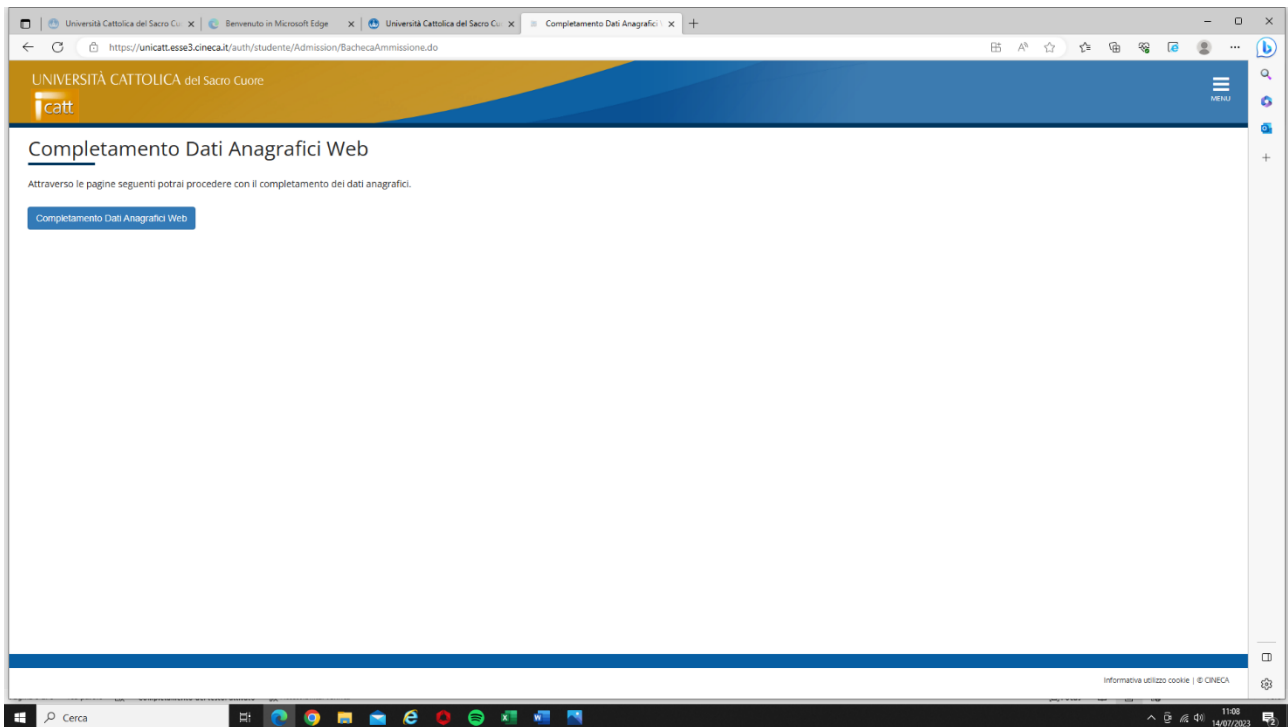 Università Cattolica del Sacro Cu
Benvenuto in Microsoft Edge
Università Cattolica del Sacro Cu
Completamento Dati Anagrafici
https://unicatt.esse3.cineca.it/auth/studente/Admission/BachecaAmmissione.do
UNIVERSITÀ CATTOLICA del Sacro Cuore
icatt
MENU
Completamento Dati Anagrafici Web
Attraverso le pagine seguenti potrai procedere con il completamento dei dati anagrafici.
Completamento Dati Anagrafici Web
Informativa utilizzo cookie | © CINECA
Cerca
11:08
14/07/2023